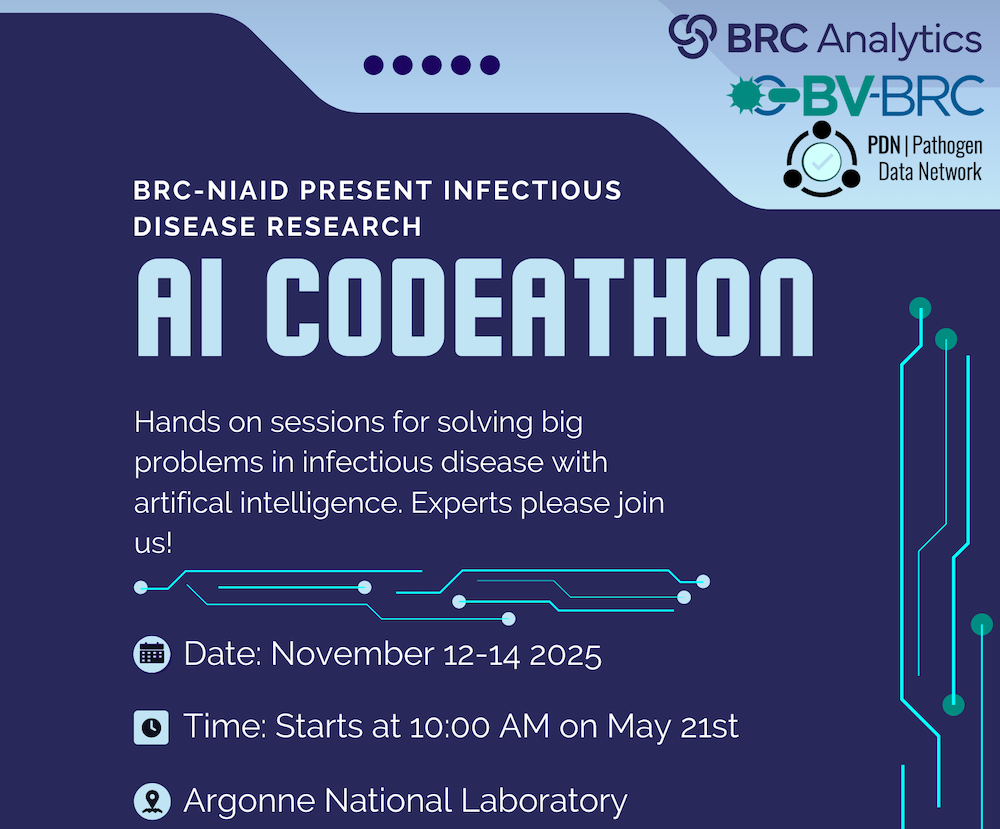 BRC Analytics
BV-BRC
PDN | Pathogen
Data Network
BRC-NIAID PRESENT INFECTIOUS
DISEASE RESEARCH
AI CODEATHON
Hands on sessions for solving big
problems in infectious disease with
artifical intelligence. Experts please join
us!
Date: November 12-14 2025
Time: Starts at 10:00 AM on May 21st
Argonne National Laboratory